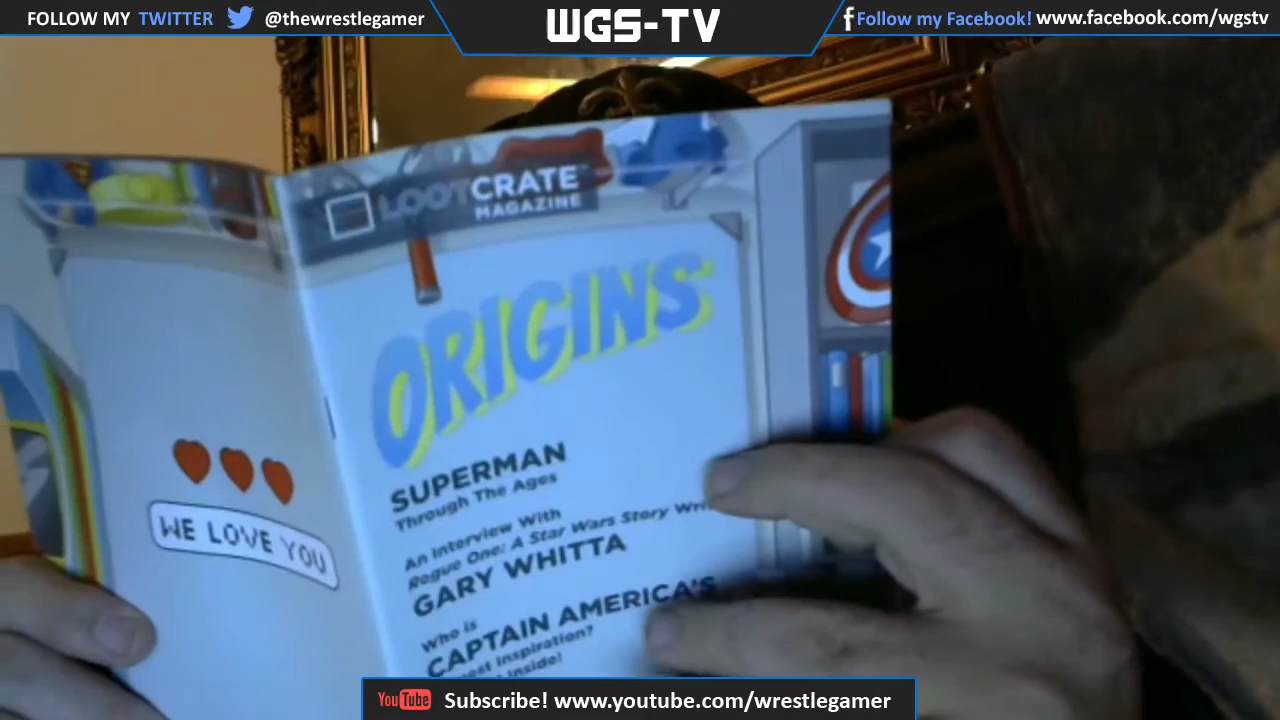 FOLLOW MY TWITTER @thewrestlegamer
WGS-TV
Follow my Facebook! www.facebook.com/wgstv
LOOTCRATE
MAGAZINE
ORIGINS
SUPERMAN
Through The Ages
An Interview With
Rogue One: A Star Wars Story
GARY WHITTA
Who is
CAPTAIN AMERICA'S
Inspiration?
Inside!
WE LOVE YOU
YouTube Subscribe! www.youtube.com/wrestlegamer